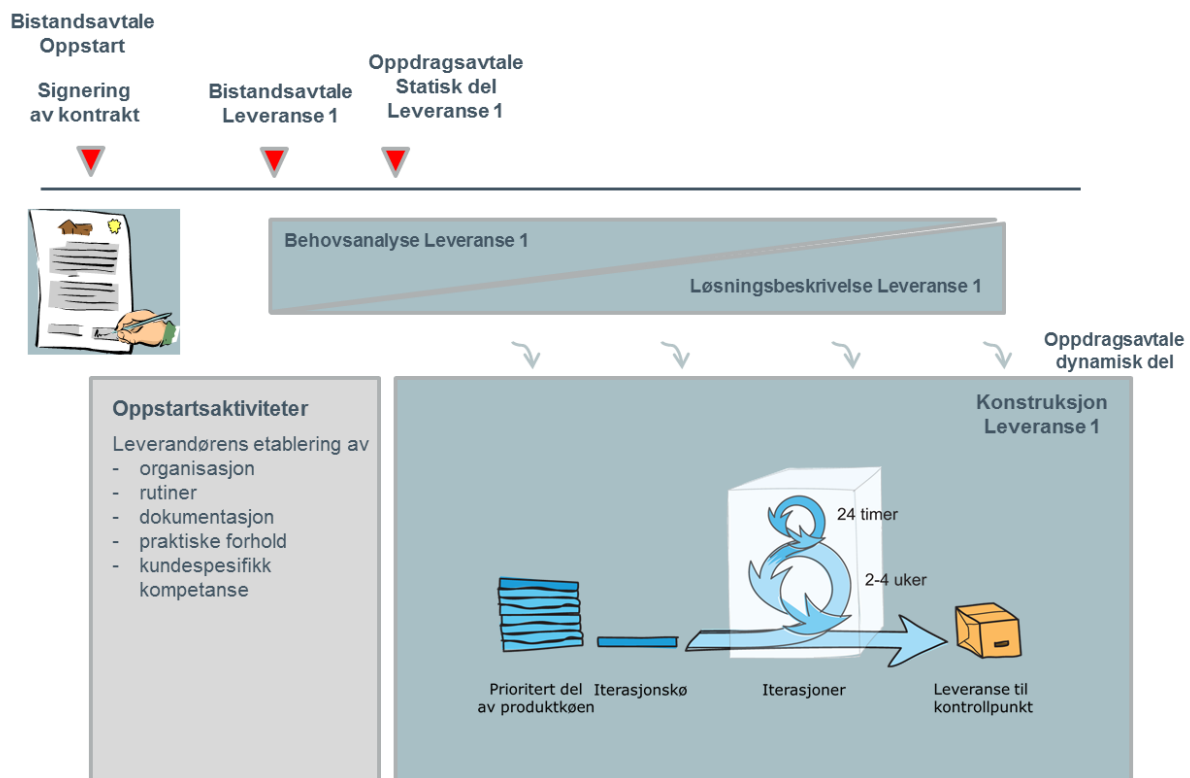 Bistandsavtale
Oppstart
Signering
av kontrakt
Bistandsavtale
Leveranse 1
Oppdragsavtale
Statisk del
Leveranse 1
Behovsanalyse Leveranse 1
Løsningsbeskrivelse Leveranse 1
Oppdragsavtale
dynamisk del
Oppstartsaktiviteter
Leverandørens etablering av
- organisasjon
- rutiner
- dokumentasjon
- praktiske forhold
- kundespesifikk
kompetanse
Konstruksjon
Leveranse 1
24 timer
2-4 uker
Prioritert del
av produktkøen
Iterasjonskø
Iterasjoner
Leveranse til
kontrollpunkt